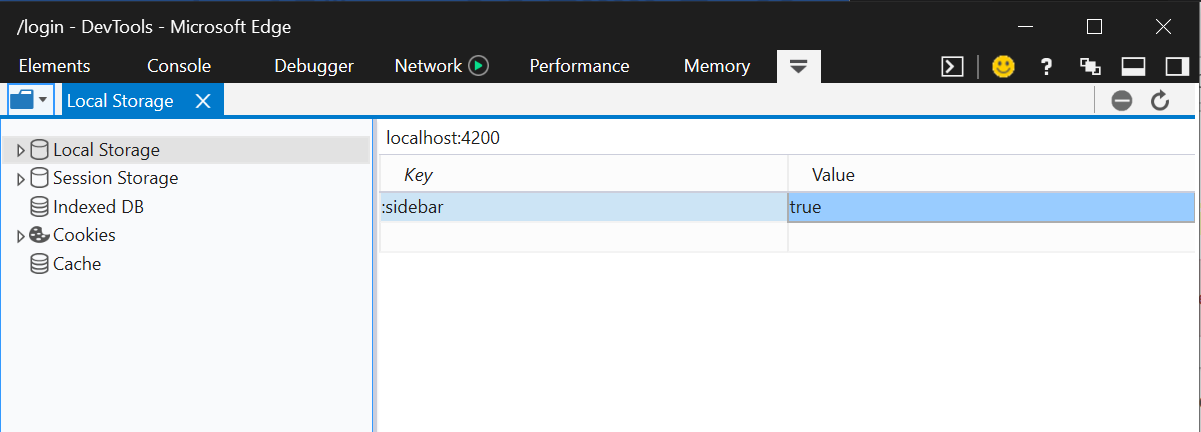 /login - DevTools - Microsoft Edge
Elements Console Debugger Network Performance Memory ?
Local Storage
Local Storage
Session Storage
Indexed DB
Cookies
Cache
localhost:4200
Key Value
:sidebar true